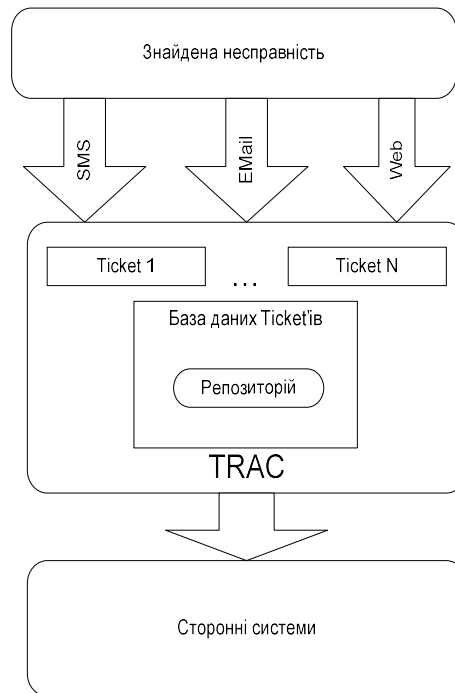 Знайдена несправність
SMS
EMail
Web
Ticket 1
...
Ticket N
База даних Ticket'ів
Репозиторій
TRAC
Сторонні системи